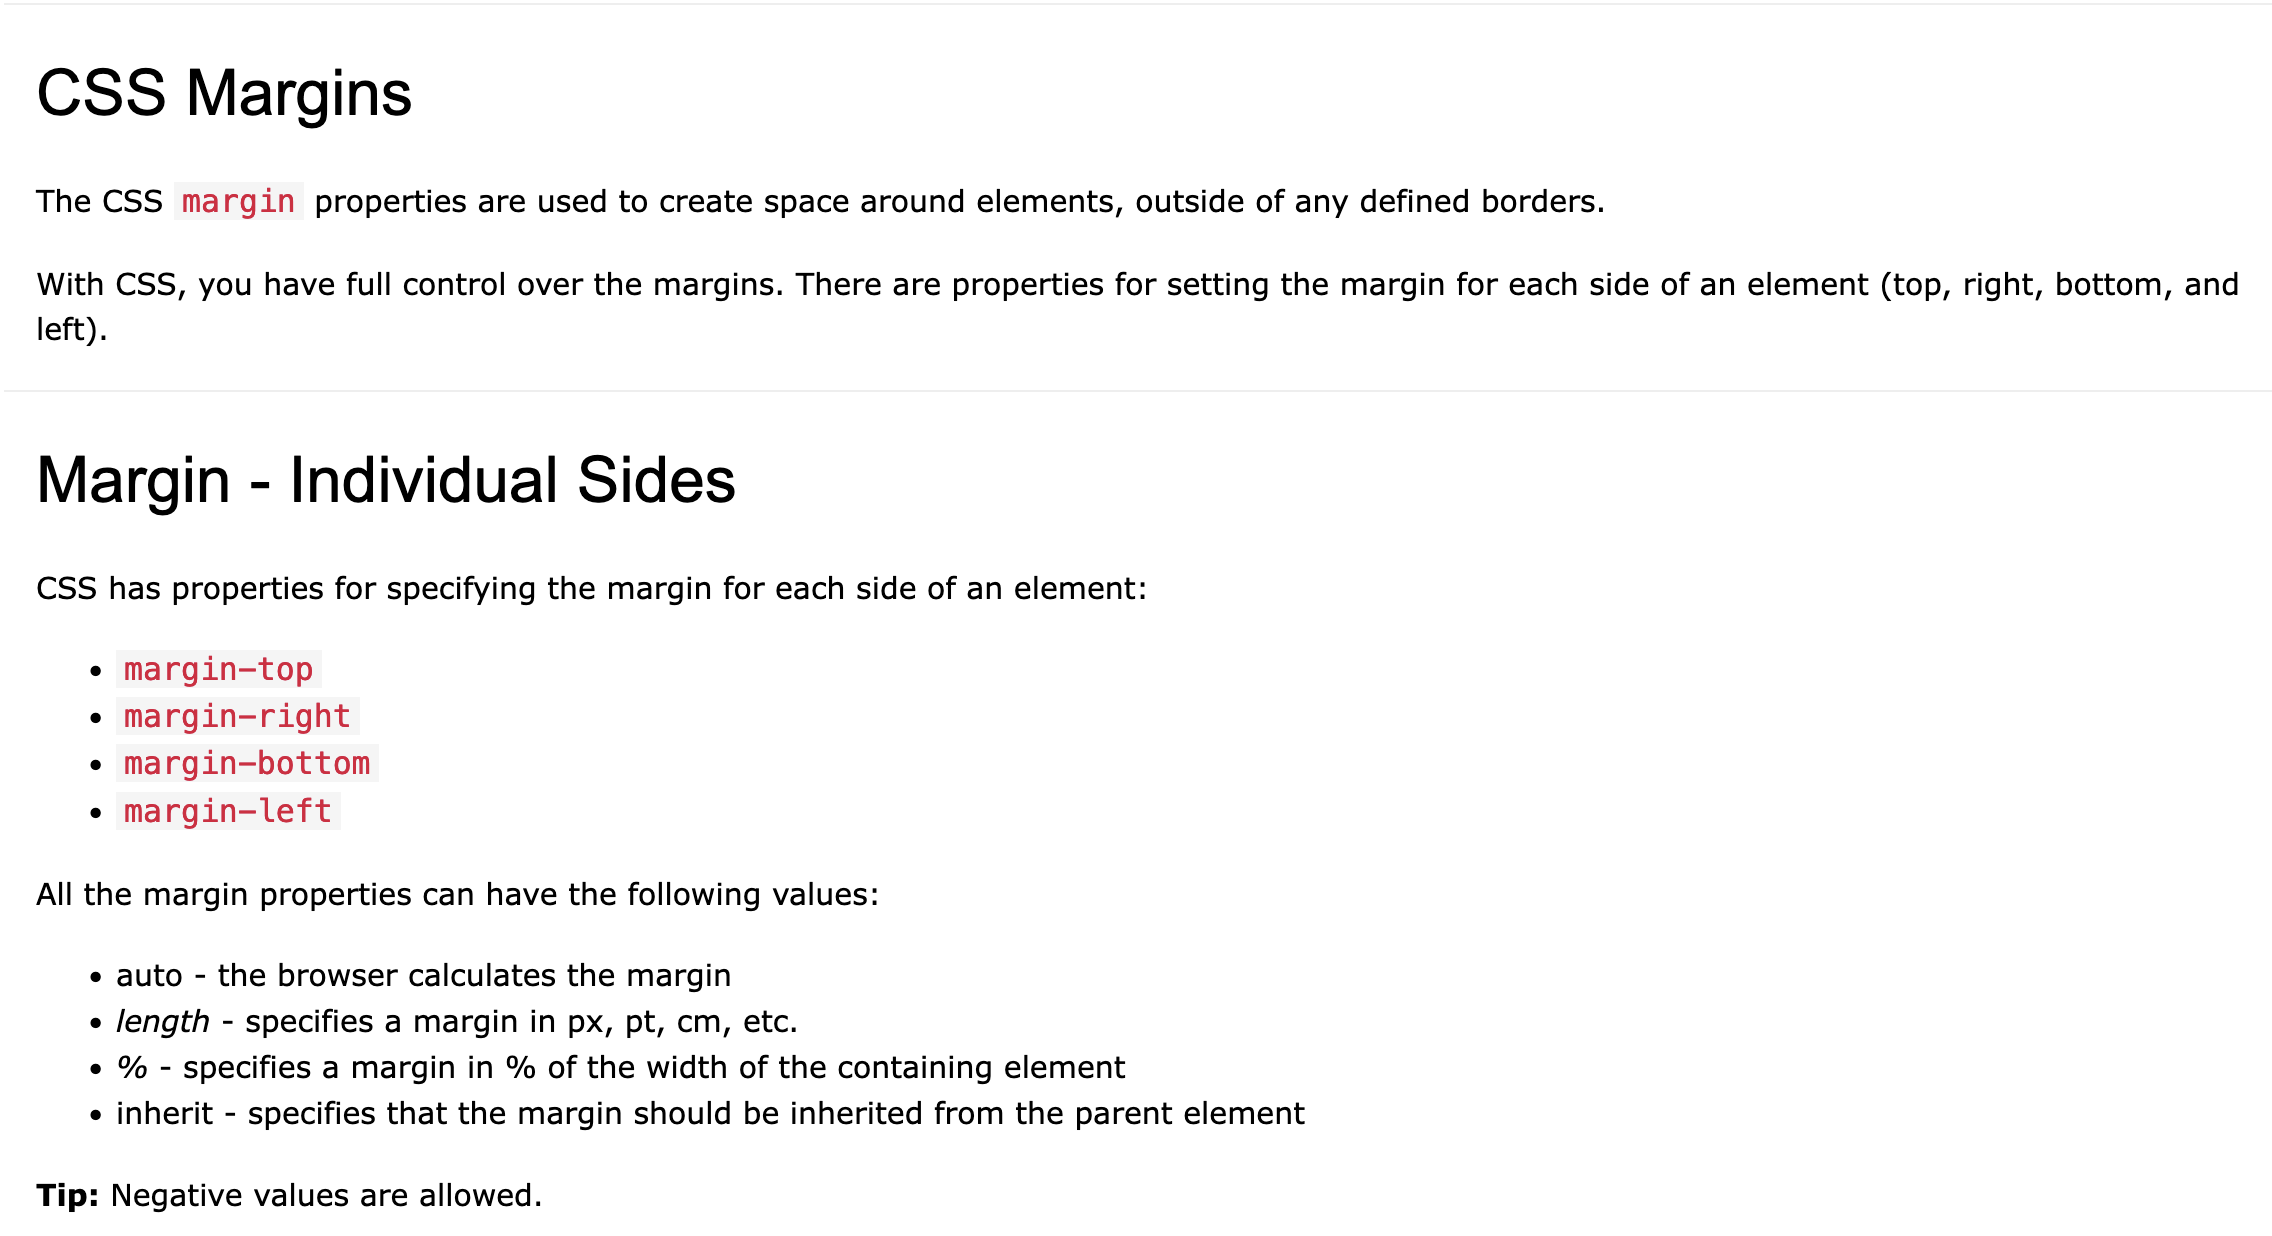 CSS Margins
The CSS margin properties are used to create space around elements, outside of any defined borders.
With CSS, you have full control over the margins. There are properties for setting the margin for each side of an element (top, right, bottom, and
left).
Margin - Individual Sides
CSS has properties for specifying the margin for each side of an element:
• margin-top
• margin-right
• margin-bottom
• margin-left
All the margin properties can have the following values:
• auto - the browser calculates the margin
• length - specifies a margin in px, pt, cm, etc.
• % - specifies a margin in % of the width of the containing element
• inherit - specifies that the margin should be inherited from the parent element
Tip: Negative values are allowed.